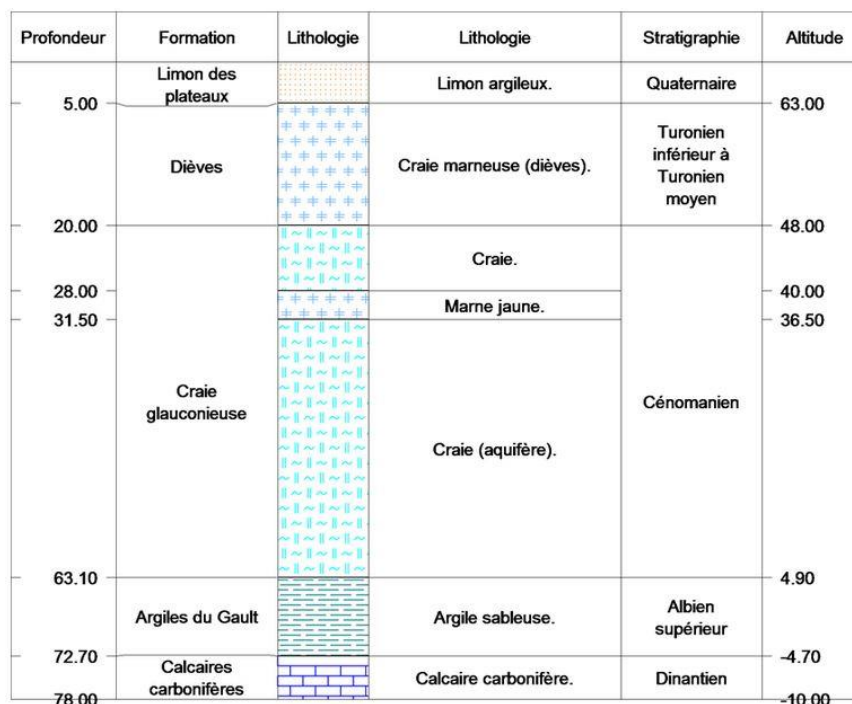 Profondeur Formation Lithologie Lithologie Stratigraphie Altitude
Limon des
plateaux
Limon argileux.
Quaternaire
5.00
63.00
Dièves
Craie marneuse (dièves).
Turonien
inférieur à
Turonien
moyen
20.00
48.00
Craie.
28.00
40.00
Marne jaune.
31.50
36.50
Craie
glauconieuse
Craie (aquifère).
Cénomanien
63.10
4.90
Argiles du Gault
Argile sableuse.
Albien
supérieur
72.70
-4.70
Calcaires
carbonifères
Calcaire carbonifère.
Dinantien
78.00
-10.00